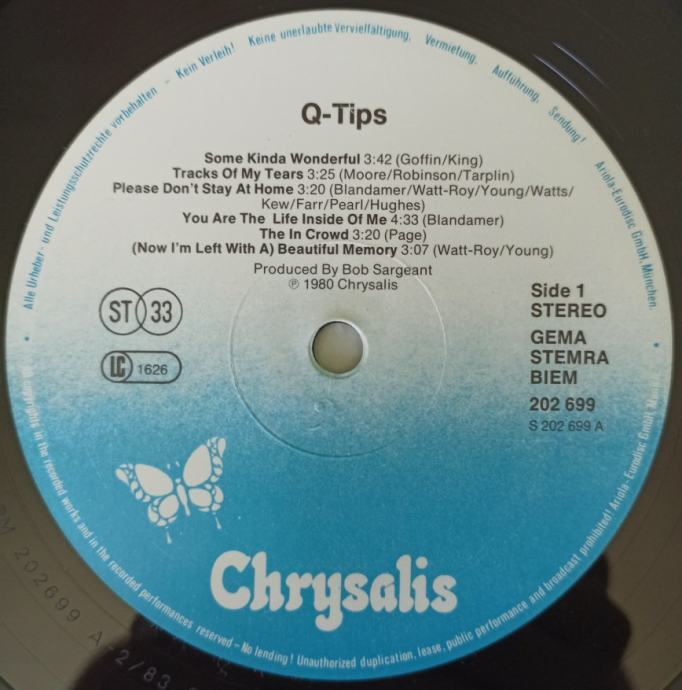 Alle Urheber- und Leistungsschutzrechte vorbehalten - Kein Verleih! Keine unerlaubte Vervielfältigung, Vermietung, Aufführung, Sendung! Ariola-Eurodisc GmbH, München.
Q-Tips
Some Kinda Wonderful 3:42 (Goffin/King)
Tracks Of My Tears 3:25 (Moore/Robinson/Tarplin)
Please Don't Stay At Home 3:20 (Blandamer/Watt-Roy/Young/Watts/
Kew/Farr/Pearl/Hughes)
You Are The Life Inside Of Me 4:33 (Blandamer)
The In Crowd 3:20 (Page)
(Now I'm Left With A) Beautiful Memory 3:07 (Watt-Roy/Young)
Produced By Bob Sargeant
℗ 1980 Chrysalis
ST 33
LC 1626
Side 1
STEREO
GEMA
STEMRA
BIEM
202 699
S 202 699 A
Chrysalis
All copyrights in the recorded works and in the recorded performances reserved - No lending! Unauthorized duplication, lease, public performance and broadcast prohibited! Ariola-Eurodisc GmbH,
202699 A-2/83